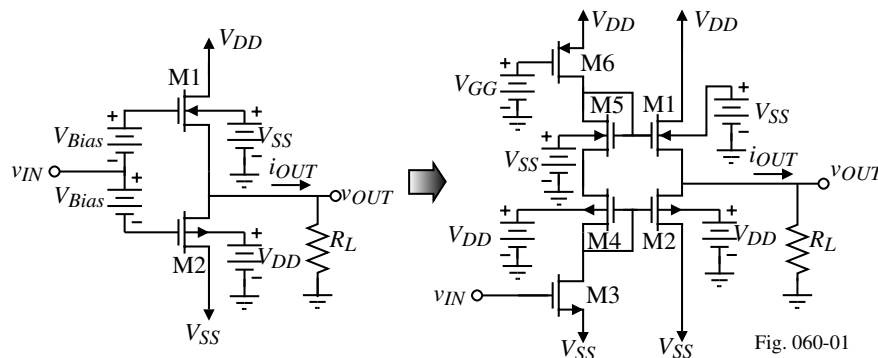 VDD
VDD
VDD
M6
M1
VGG
M5
M1
VBias
VSS
VSS
iOUT
vIN
VSS
iOUT
vOUT
vOUT
VBias
M2
VDD
RL
VDD
M4
M2
VDD
RL
vIN
M3
VSS
VSS
VSS
Fig. 060-01
+
-
+
-
+
-
+
-
+
-
+
-
+
-
+
-
+
-